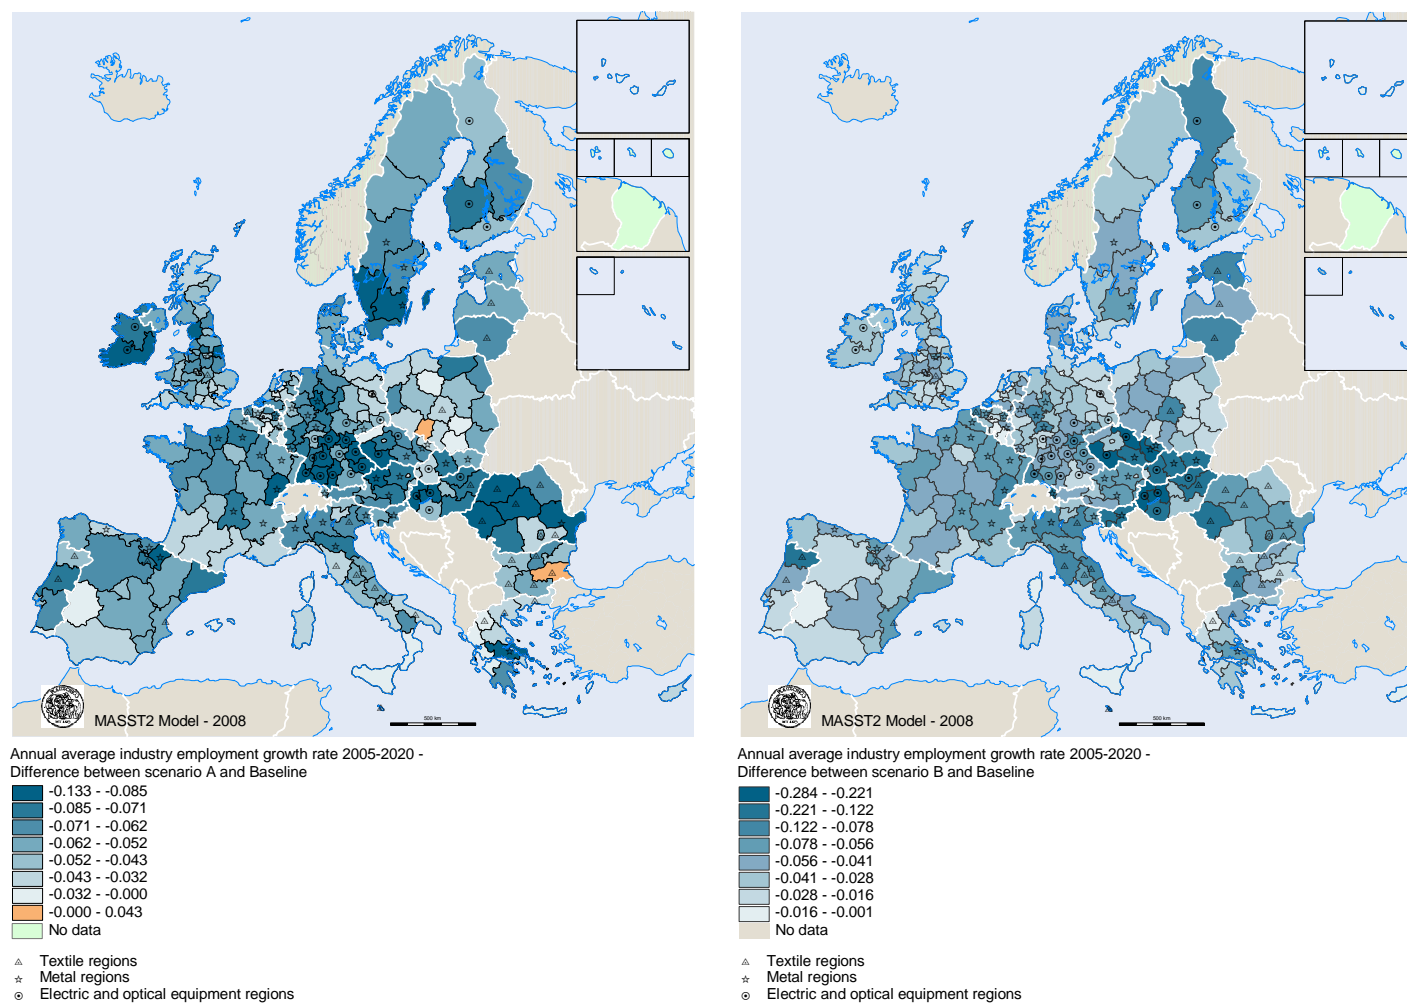 MASST2 Model - 2008
500 km
Annual average industry employment growth rate 2005-2020 -
Difference between scenario A and Baseline
-0.133 - -0.085
-0.085 - -0.071
-0.071 - -0.062
-0.062 - -0.052
-0.052 - -0.043
-0.043 - -0.032
-0.032 - -0.000
-0.000 - 0.043
No data
Textile regions
Metal regions
Electric and optical equipment regions
MASST2 Model - 2008
500 km
Annual average industry employment growth rate 2005-2020 -
Difference between scenario B and Baseline
-0.284 - -0.221
-0.221 - -0.122
-0.122 - -0.078
-0.078 - -0.056
-0.056 - -0.041
-0.041 - -0.028
-0.028 - -0.016
-0.016 - -0.001
No data
Textile regions
Metal regions
Electric and optical equipment regions